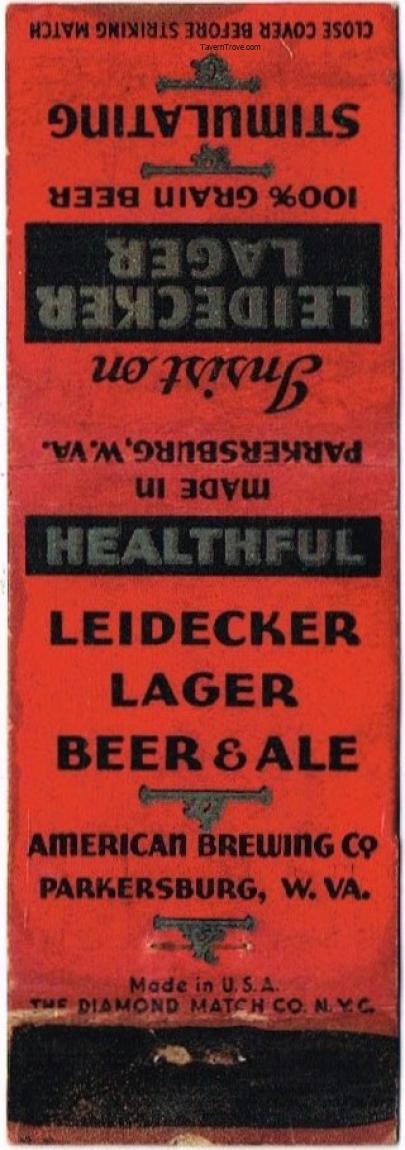 TavernTrove.com
MADE IN
PARKERSBURG, W. VA.
Insist on
LEIDECKER
LAGER
100% GRAIN BEER
STIMULATING
CLOSE COVER BEFORE STRIKING MATCH
HEALTHFUL
LEIDECKER
LAGER
BEER & ALE
AMERICAN BREWING CO
PARKERSBURG, W. VA.
Made in U.S.A.
THE DIAMOND MATCH CO. N.Y.C.